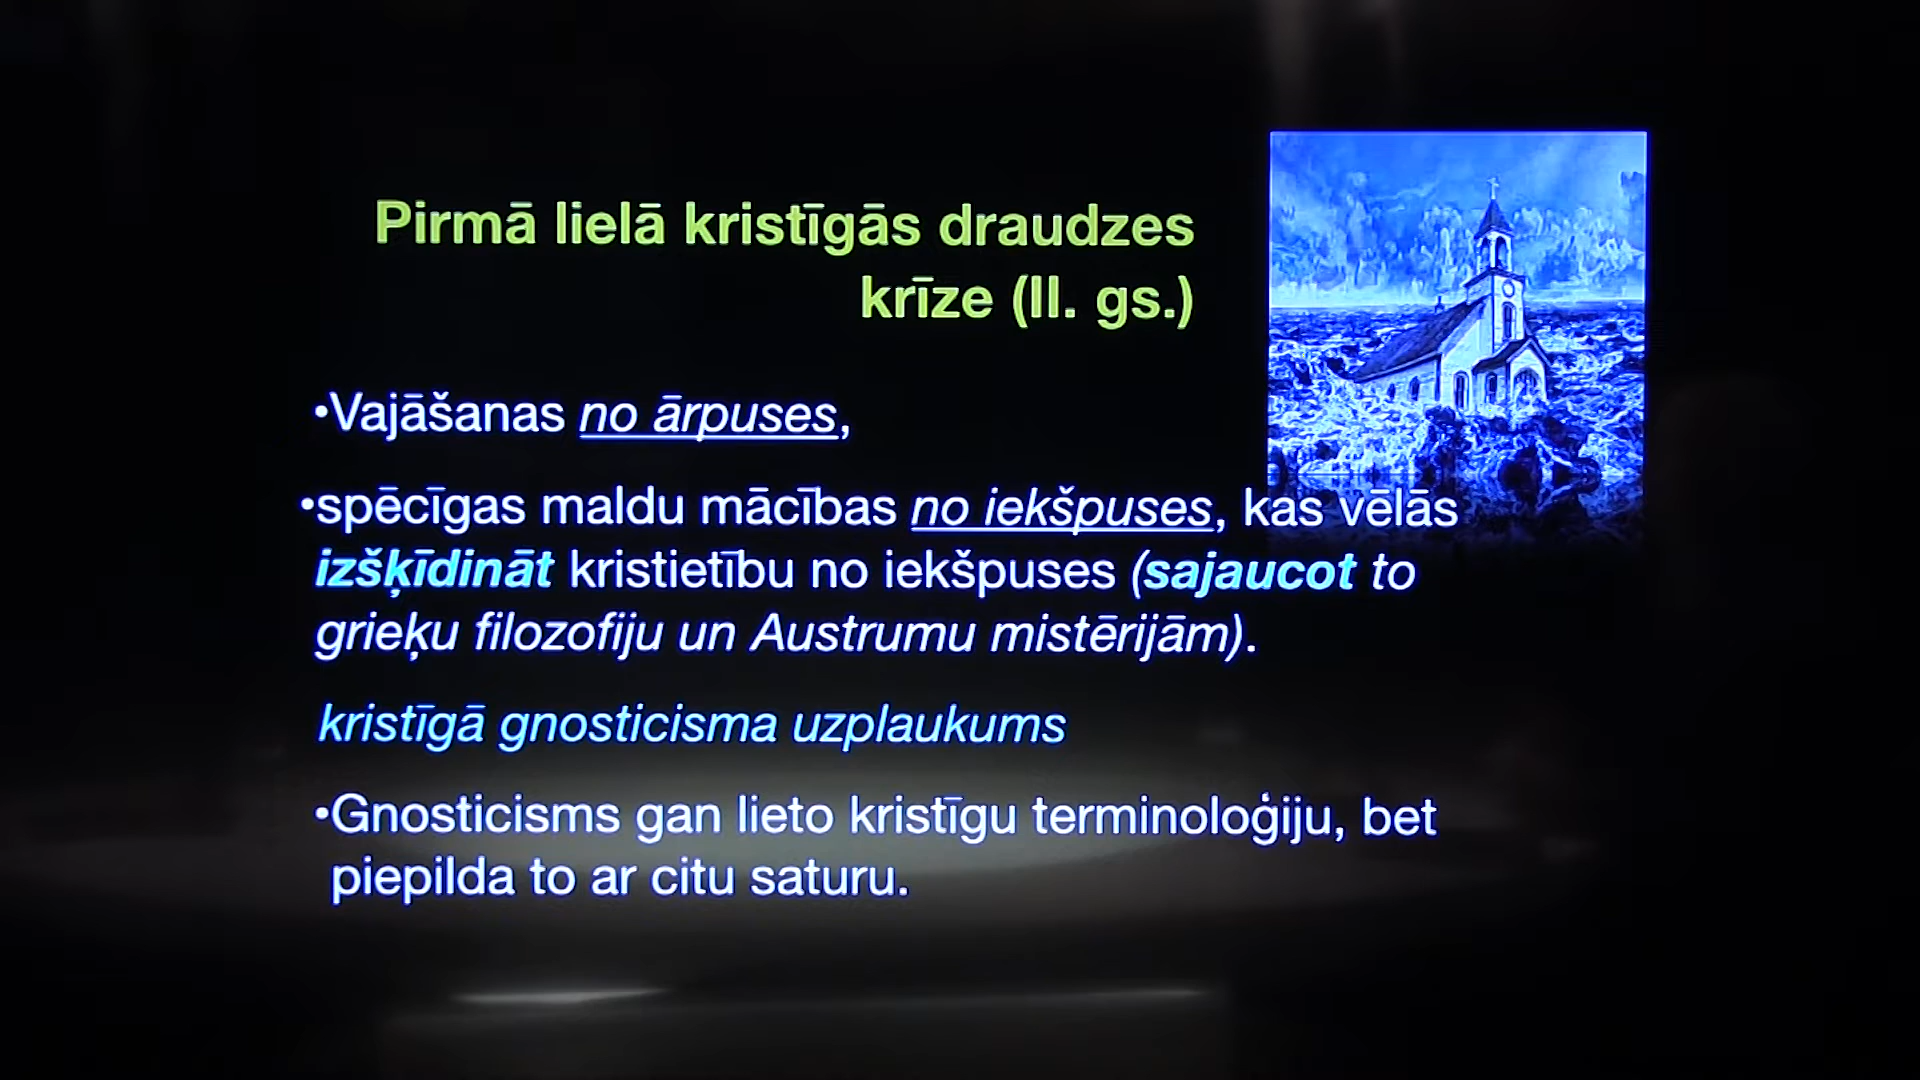 Pirmā lielā kristīgās draudzes
krīze (II. gs.)
•Vajāšanas no ārpuses,
•spēcīgas maldu mācības no iekšpuses, kas vēlās
izšķīdināt kristietību no iekšpuses (sajaucot to
grieķu filozofiju un Austrumu mistērijām).
kristīgā gnosticisma uzplaukums
•Gnosticisms gan lieto kristīgu terminoloģiju, bet
piepilda to ar citu saturu.